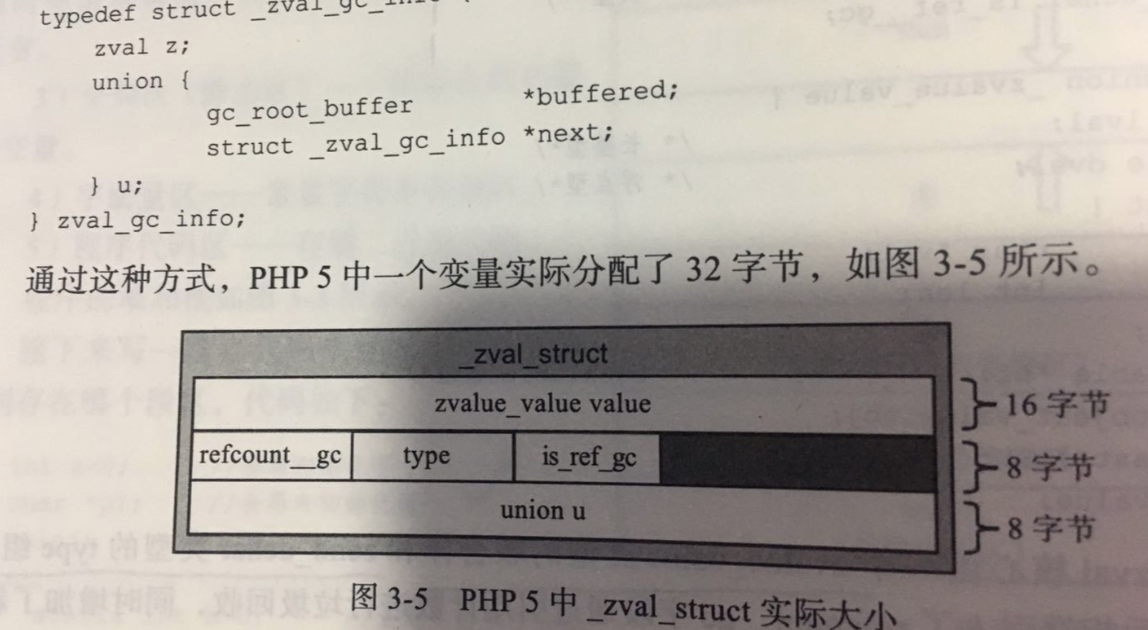 typedef struct _zval_gc_info {
zval z;
union {
gc_root_buffer *buffered;
struct _zval_gc_info *next;
} u;
} zval_gc_info;
通过这种方式，PHP 5 中一个变量实际分配了 32 字节，如图 3-5 所示。
_zval_struct
zvalue_value value
16 字节
refcount _gc type is_ref_gc
8 字节
union u
8 字节
图 3-5 PHP 5 中 _zval_struct 实际大小